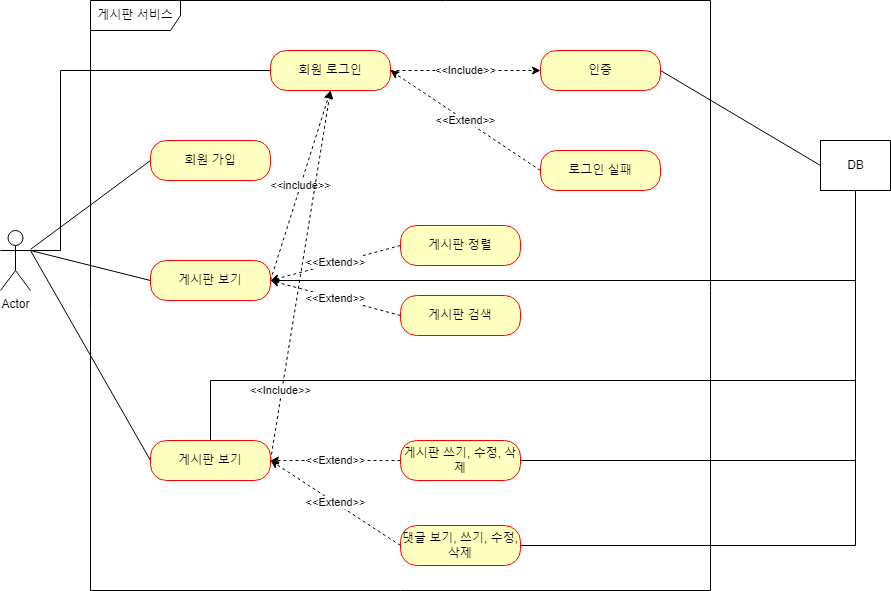 게시판 서비스
회원 로그인
<<Include>>
인증
<<Extend>>
회원 가입
로그인 실패
DB
<<include>>
게시판 정렬
<<Extend>>
게시판 보기
<<Extend>>
게시판 검색
Actor
<<Include>>
게시판 보기
<<Extend>>
게시판 쓰기, 수정, 삭
제
<<Extend>>
댓글 보기, 쓰기, 수정,
삭제